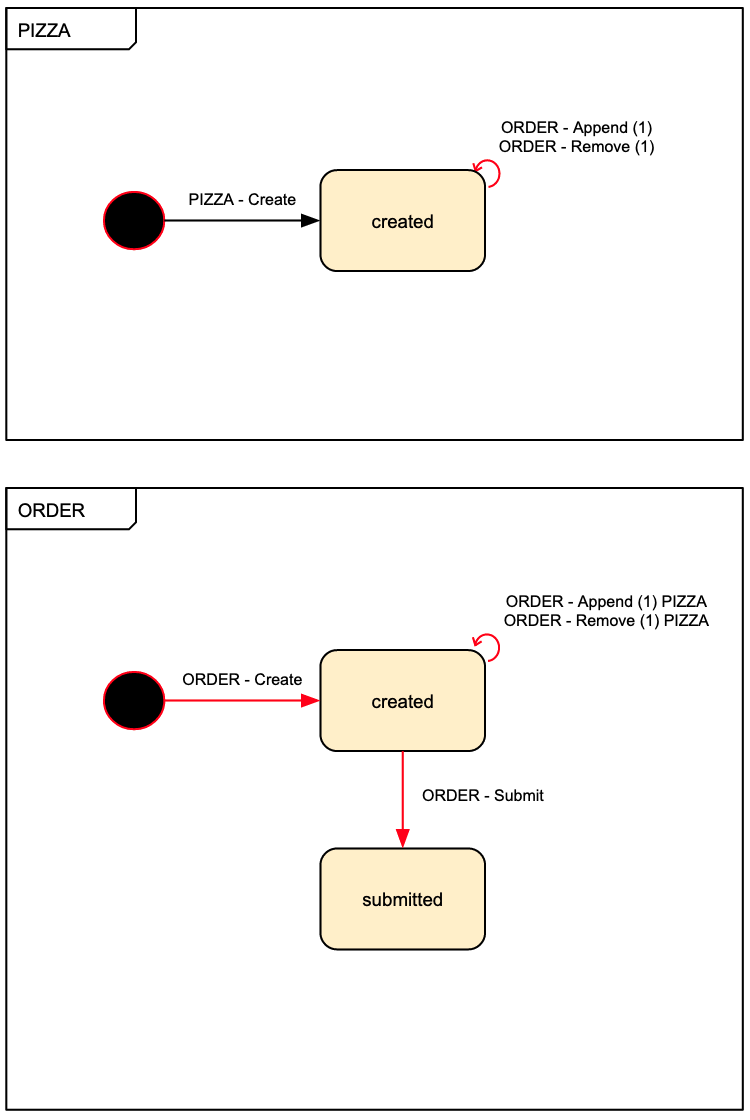 PIZZA
ORDER - Append (1)
ORDER - Remove (1)
PIZZA - Create
created
ORDER
ORDER - Append (1) PIZZA
ORDER - Remove (1) PIZZA
ORDER - Create
created
ORDER - Submit
submitted